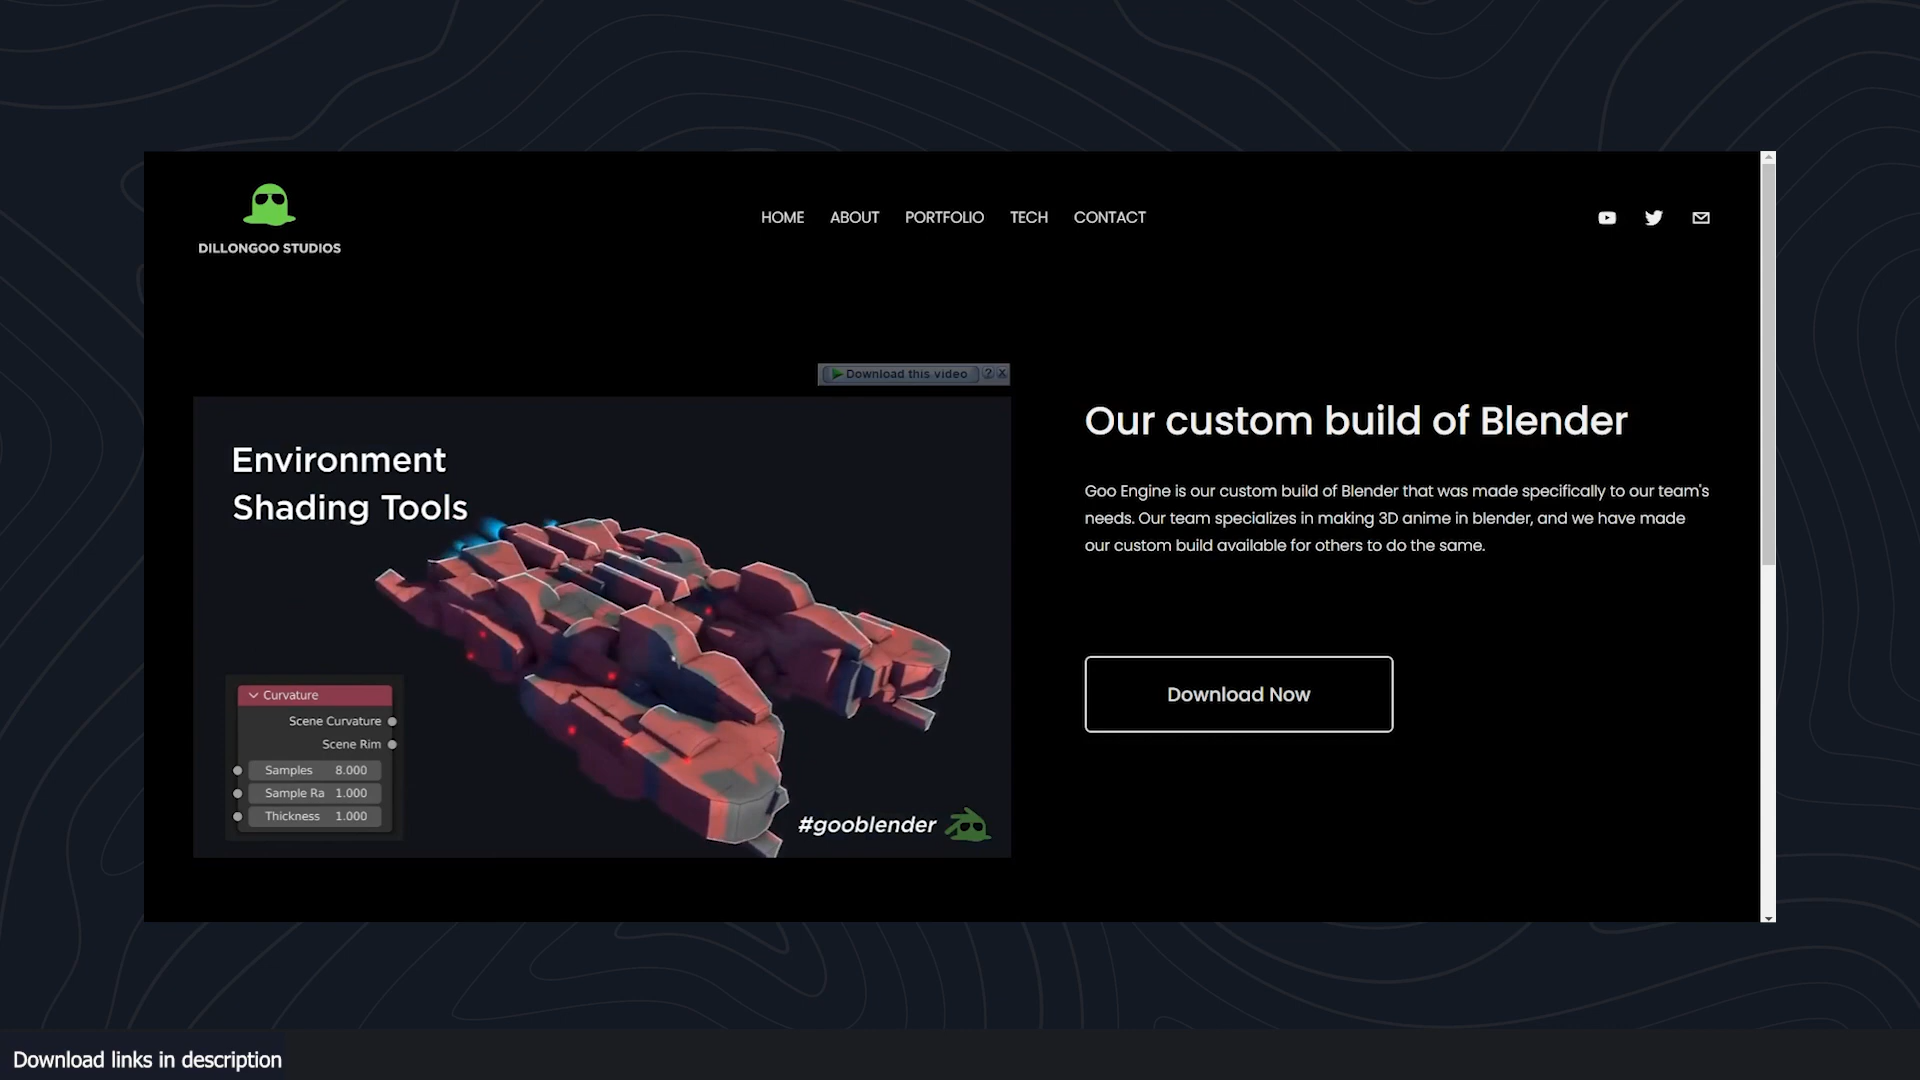 DILLONGOO STUDIOS
HOME ABOUT PORTFOLIO TECH CONTACT
Download this video ? X
Environment
Shading Tools
Curvature
Scene Curvature
Scene Rim
Samples 8.000
Sample Ra 1.000
Thickness 1.000
#gooblender
Our custom build of Blender
Goo Engine is our custom build of Blender that was made specifically to our team's
needs. Our team specializes in making 3D anime in blender, and we have made
our custom build available for others to do the same.
Download Now
Download links in description